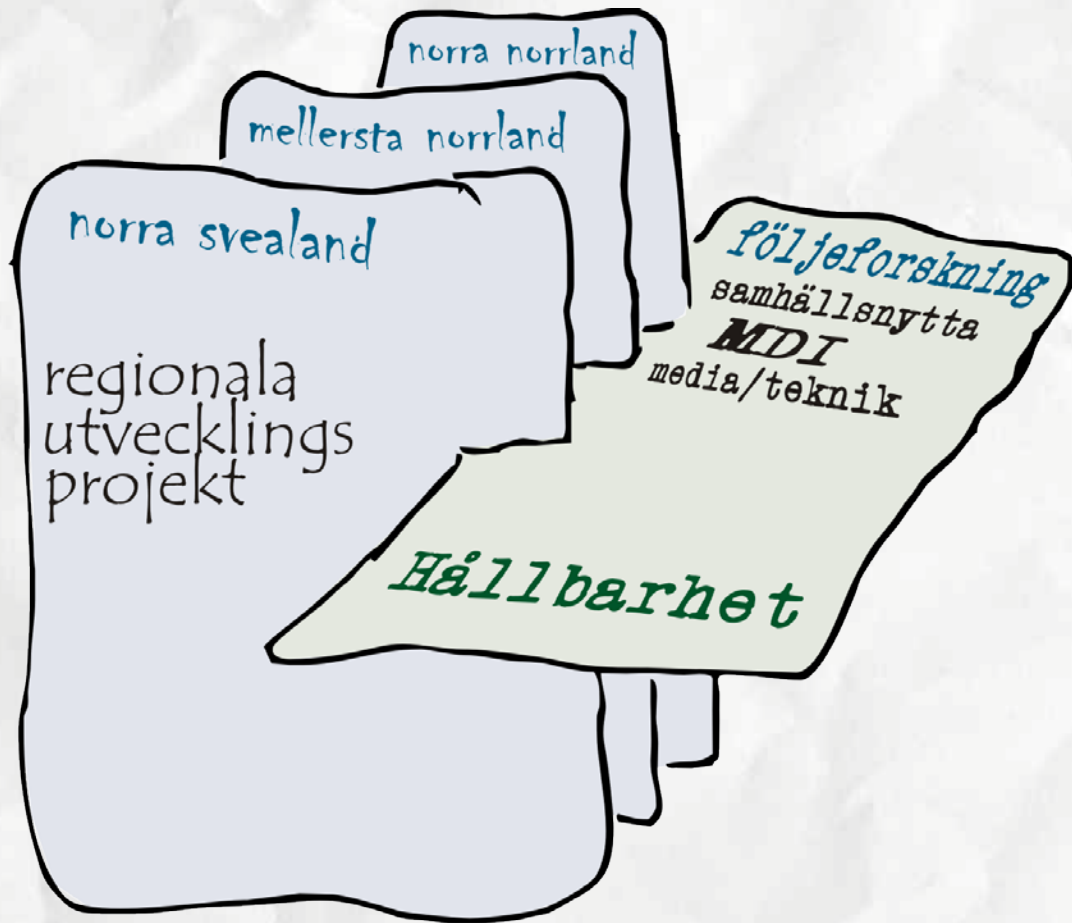 norra norrland
mellersta norrland
norra svealand
regionala
utvecklings
projekt
följeforskning
samhällsnytta
MDI
media/teknik
Hållbarhet